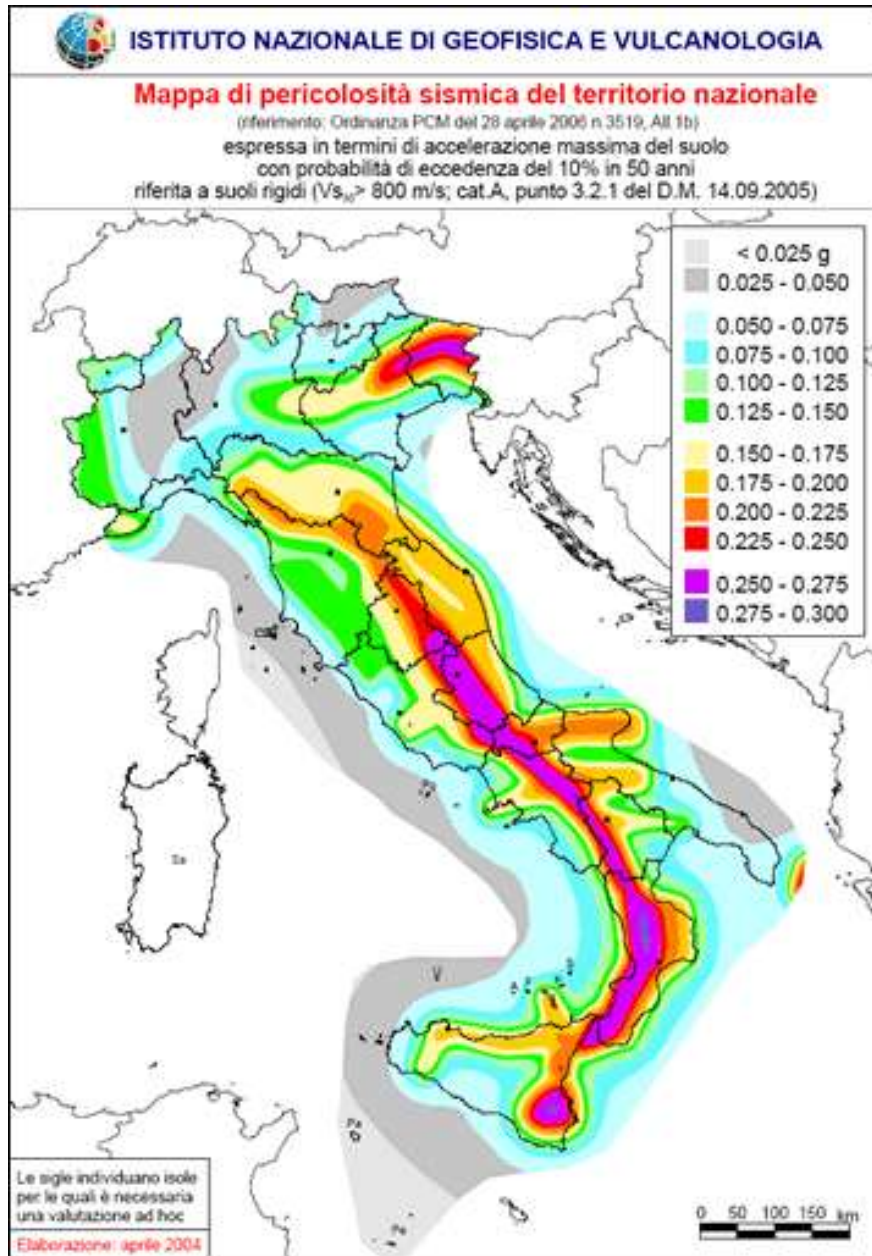 ISTITUTO NAZIONALE DI GEOFISICA E VULCANOLOGIA
Mappa di pericolosità sismica del territorio nazionale
(riferimento: Ordinanza PCM del 28 aprile 2006 n.3519, All.1b)
espressa in termini di accelerazione massima del suolo
con probabilità di eccedenza del 10% in 50 anni
riferita a suoli rigidi (Vs₃₀> 800 m/s; cat.A, punto 3.2.1 del D.M. 14.09.2005)
< 0.025 g
0.025 - 0.050
0.050 - 0.075
0.075 - 0.100
0.100 - 0.125
0.125 - 0.150
0.150 - 0.175
0.175 - 0.200
0.200 - 0.225
0.225 - 0.250
0.250 - 0.275
0.275 - 0.300
Sa
Pa
Pe
Le sigle individuano isole
per le quali è necessaria
una valutazione ad hoc
Elaborazione: aprile 2004
0 50 100 150
km